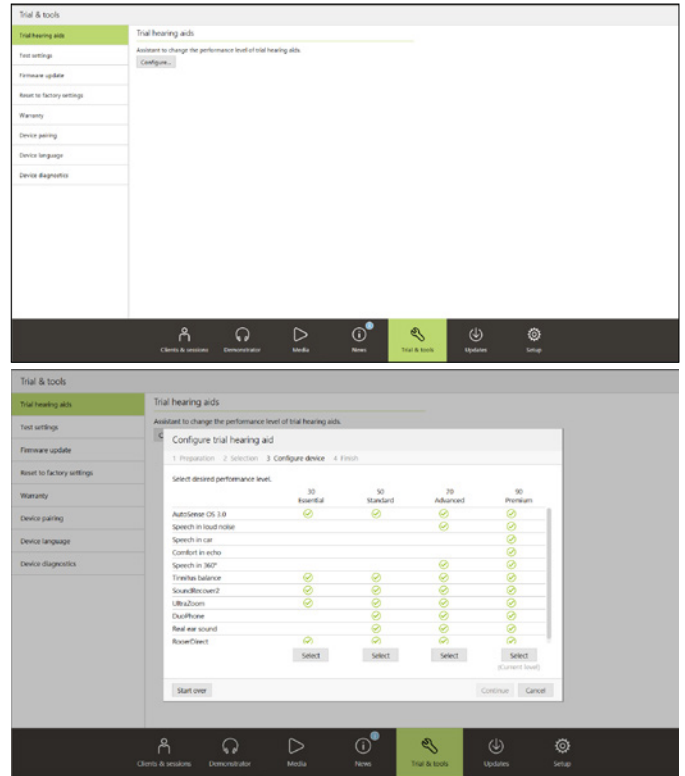 Trial & tools
Trial hearing aids
Test settings
Firmware update
Reset to factory settings
Warranty
Device pairing
Device language
Device diagnostics
Trial hearing aids
Assistant to change the performance level of trial hearing aids.
Configure...
Clients & sessions Demonstrator Media News Trial & tools Updates Setup
Trial & tools
Trial hearing aids
Test settings
Firmware update
Reset to factory settings
Warranty
Device pairing
Device language
Device diagnostics
Trial hearing aids
Assistant to change the performance level of trial hearing aids.
Configure trial hearing aid
1 Preparation 2 Selection 3 Configure device 4 Finish
Select desired performance level.
30 50 70 90
Essential Standard Advanced Premium
AutoSense OS 3.0
Speech in loud noise
Speech in car
Comfort in echo
Speech in 360°
Tinnitus balance
SoundRecover2
UltraZoom
DuoPhone
Real ear sound
RogerDirect
Select Select Select Select
(Current level)
Start over Continue Cancel
Clients & sessions Demonstrator Media News Trial & tools Updates Setup